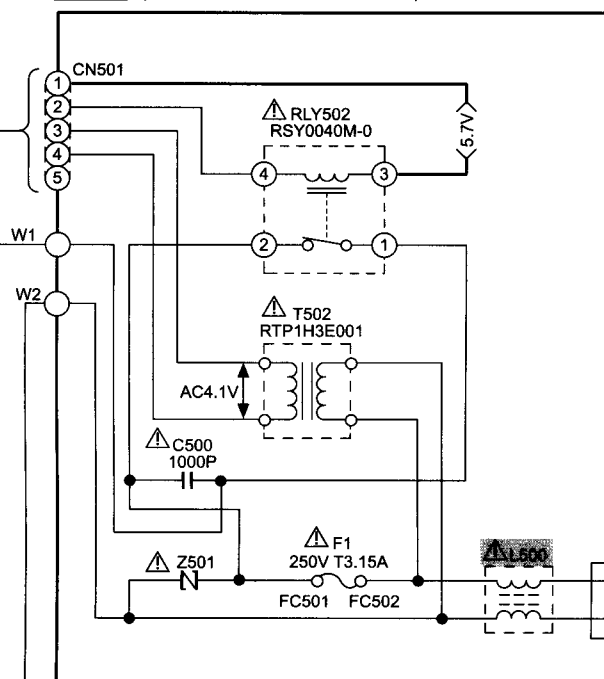 CN501
1
2
3
4
5
⚠ RLY502
RSY0040M-0
5.7V
4
3
W1
2
1
W2
⚠ T502
RTP1H3E001
AC4.1V
⚠ C500
1000P
⚠ F1
250V T3.15A
⚠ Z501
FC501 FC502
⚠ L500